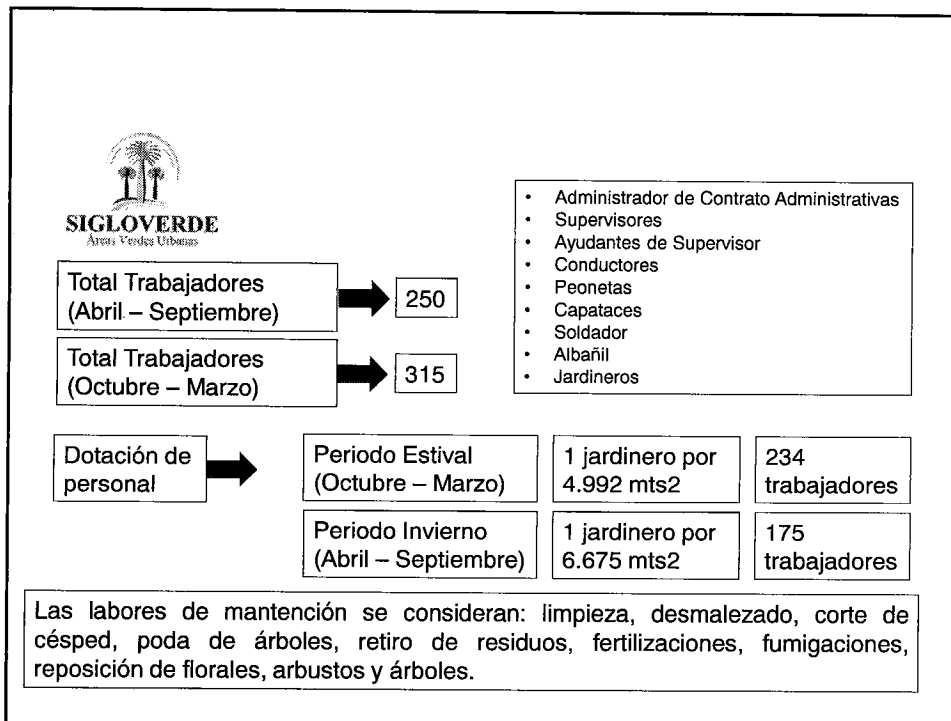 SIGLOVERDE
Áreas Verdes Urbanas
• Administrador de Contrato Administrativas
• Supervisores
• Ayudantes de Supervisor
• Conductores
• Peonetas
• Capataces
• Soldador
• Albañil
• Jardineros
Total Trabajadores
(Abril – Septiembre)
250
Total Trabajadores
(Octubre – Marzo)
315
Dotación de
personal
Periodo Estival
(Octubre – Marzo)
1 jardinero por
4.992 mts2
234
trabajadores
Periodo Invierno
(Abril – Septiembre)
1 jardinero por
6.675 mts2
175
trabajadores
Las labores de mantención se consideran: limpieza, desmalezado, corte de
césped, poda de árboles, retiro de residuos, fertilizaciones, fumigaciones,
reposición de florales, arbustos y árboles.